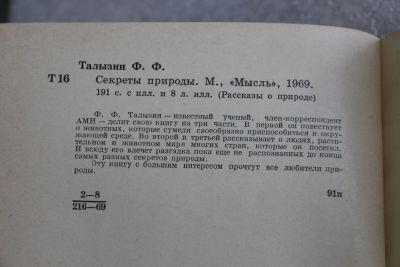 Талызин Ф. Ф.
Т16 Секреты природы. М., «Мысль», 1969.
191 с. с илл. и 8 л. илл. (Рассказы о природе)
Ф. Ф. Талызин — известный ученый, член-корреспондент
АМН — делит свою книгу на три части. В первой он повествует
о животных, которые сумели своеобразно приспособиться к окру-
жающей среде. Во второй и третьей рассказывает о людях, расти-
тельном и животном мире многих стран, которые он посетил.
И всюду его влечет разгадка пока еще не распознанных до конца
самых разных секретов природы.
Эту книгу с большим интересом прочтут все любители при-
роды.
2—8
216—69
91п